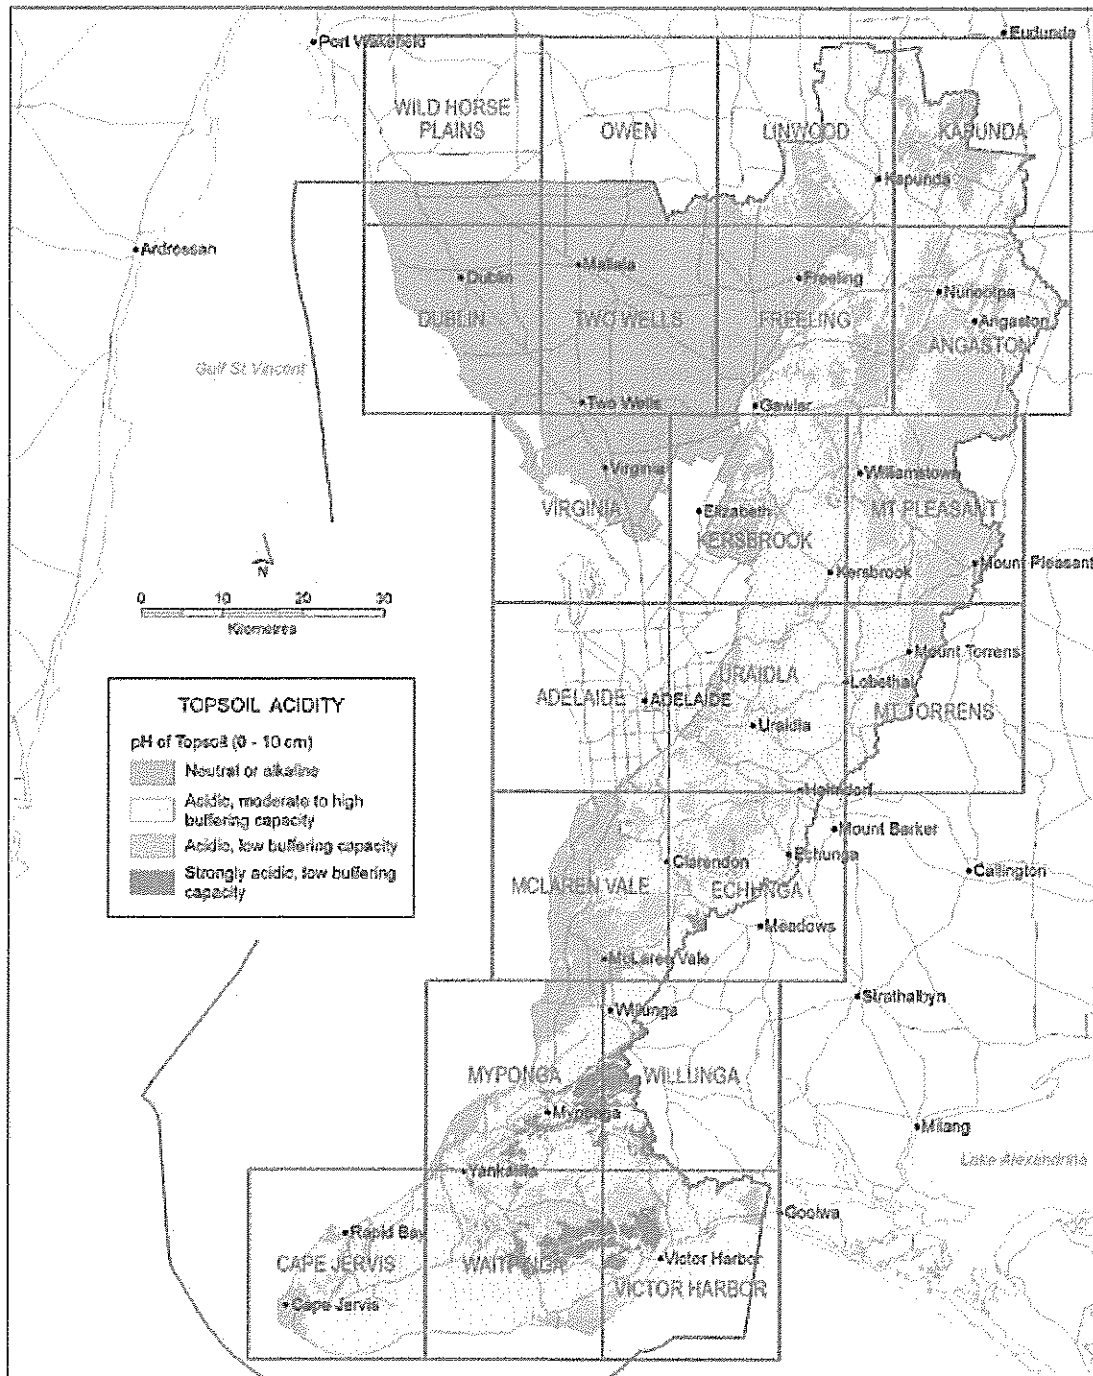 Port Wakefield
Eudunda
WILD HORSE
PLAINS
OWEN
LINWOOD
KAPUNDA
Kapunda
Ardrossan
Dublin
Mallala
Freeling
Nuriootpa
DUBLIN
TWO WELLS
FREELING
Angaston
ANGASTON
Gulf St Vincent
Two Wells
Gawler
Virginia
Williamstown
VIRGINIA
Elizabeth
MT PLEASANT
KERSBROOK
Kersbrook
Mount Pleasant
N
0 10 20 30
Kilometres
Mount Torrens
URAIDLA
Lobethal
ADELAIDE
ADELAIDE
MT TORRENS
Uraidla
TOPSOIL ACIDITY
pH of Topsoil (0 - 10 cm)
Neutral or alkaline
Acidic, moderate to high
buffering capacity
Acidic, low buffering capacity
Strongly acidic, low buffering
capacity
Hahndorf
Mount Barker
Clarendon
Echunga
Callington
MCLAREN VALE
ECHUNGA
Meadows
McLaren Vale
Strathalbyn
Willunga
MYPONGA
WILLUNGA
Myponga
Milang
Lake Alexandrina
Yankalilla
Goolwa
Rapid Bay
CAPE JERVIS
WAITPINGA
Victor Harbor
VICTOR HARBOR
Cape Jervis